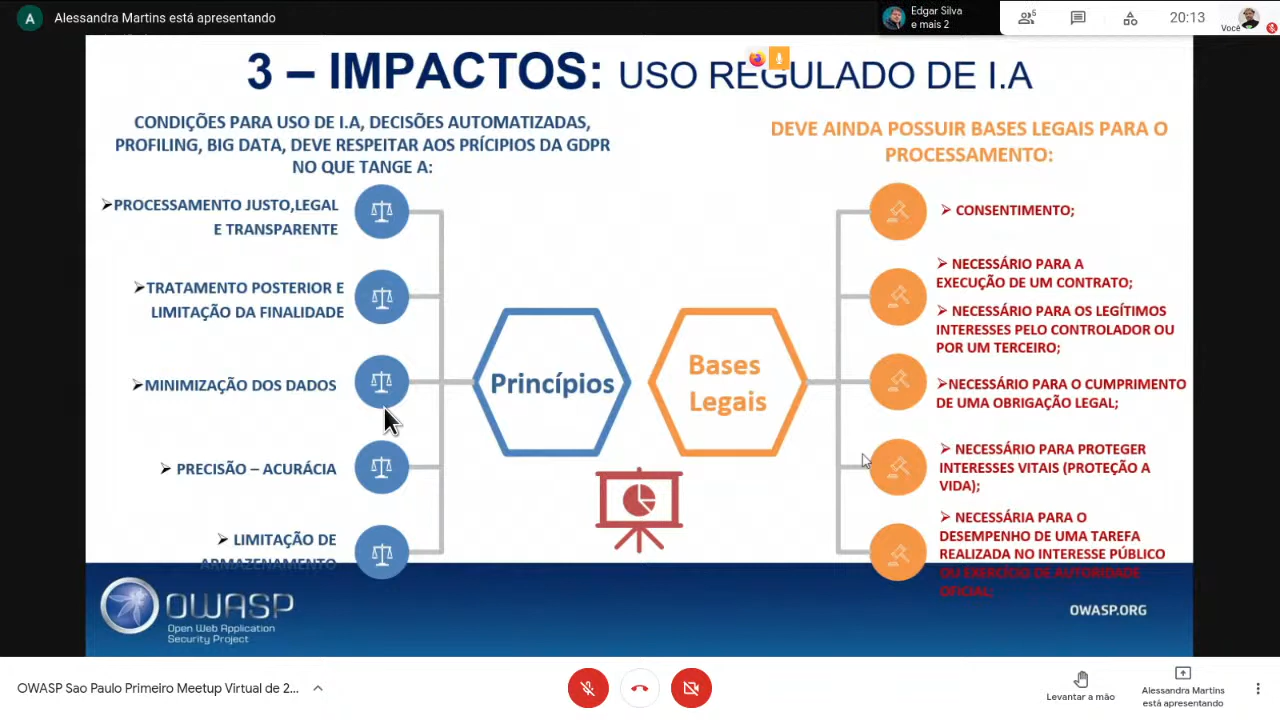 A
Alessandra Martins está apresentando
Edgar Silva
e mais 2
6
20:13
Você
3 – IMPACTOS: USO REGULADO DE I.A
CONDIÇÕES PARA USO DE I.A, DECISÕES AUTOMATIZADAS,
PROFILING, BIG DATA, DEVE RESPEITAR AOS PRÍCIPIOS DA GDPR
NO QUE TANGE A:
➢PROCESSAMENTO JUSTO,LEGAL
E TRANSPARENTE
➢TRATAMENTO POSTERIOR E
LIMITAÇÃO DA FINALIDADE
➢MINIMIZAÇÃO DOS DADOS
➢ PRECISÃO – ACURÁCIA
➢ LIMITAÇÃO DE
ARMAZENAMENTO
Princípios
Bases
Legais
DEVE AINDA POSSUIR BASES LEGAIS PARA O
PROCESSAMENTO:
➢ CONSENTIMENTO;
➢ NECESSÁRIO PARA A
EXECUÇÃO DE UM CONTRATO;
➢ NECESSÁRIO PARA OS LEGÍTIMOS
INTERESSES PELO CONTROLADOR OU
POR UM TERCEIRO;
➢NECESSÁRIO PARA O CUMPRIMENTO
DE UMA OBRIGAÇÃO LEGAL;
➢ NECESSÁRIO PARA PROTEGER
INTERESSES VITAIS (PROTEÇÃO A
VIDA);
➢ NECESSÁRIA PARA O
DESEMPENHO DE UMA TAREFA
REALIZADA NO INTERESSE PÚBLICO
OU EXERCÍCIO DE AUTORIDADE
OFICIAL;
OWASP
Open Web Application
Security Project
OWASP.ORG
OWASP Sao Paulo Primeiro Meetup Virtual de 2...
Levantar a mão
Alessandra Martins
está apresentando